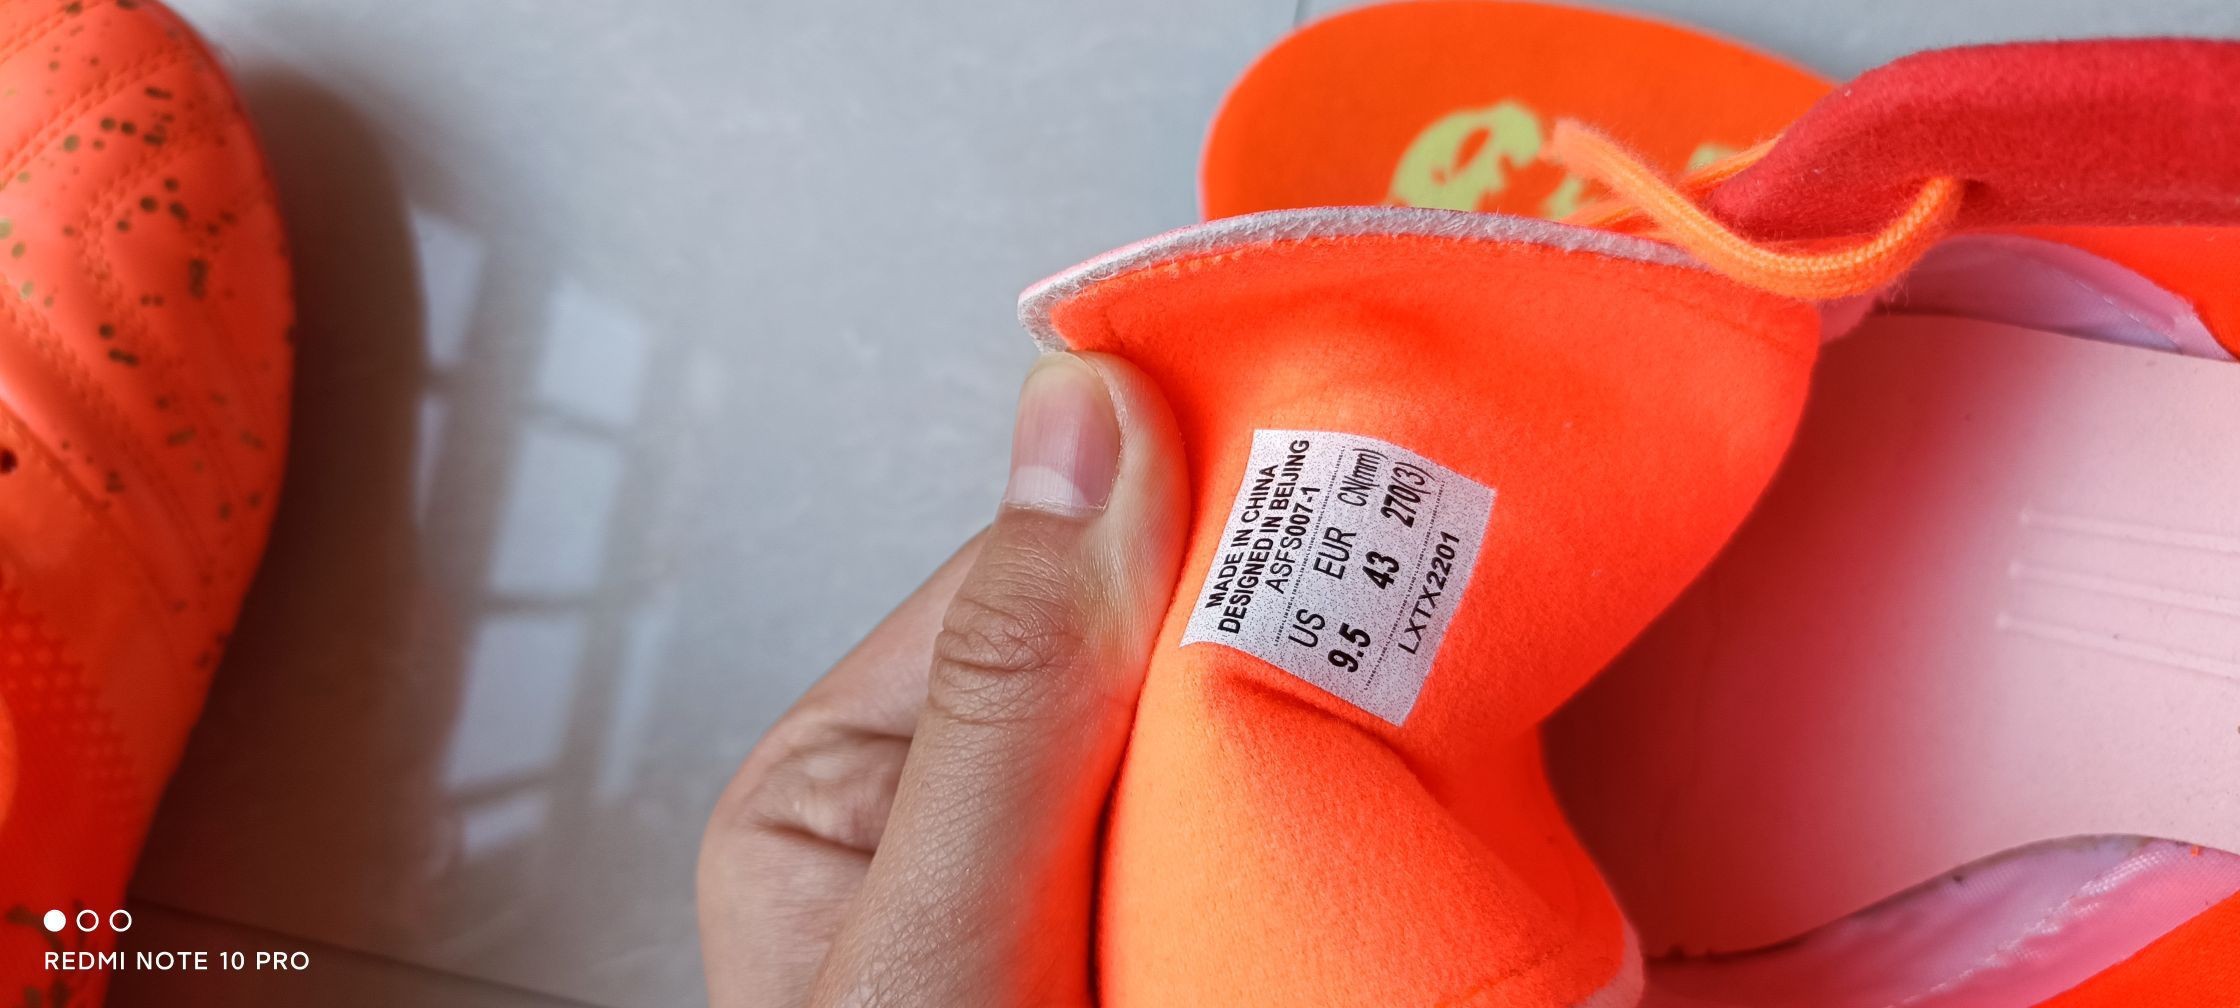 MADE IN CHINA
DESIGNED IN BEIJING
ASFS007-1
US EUR CN(mm)
9.5 43 270(3)
LXTX2201
REDMI NOTE 10 PRO